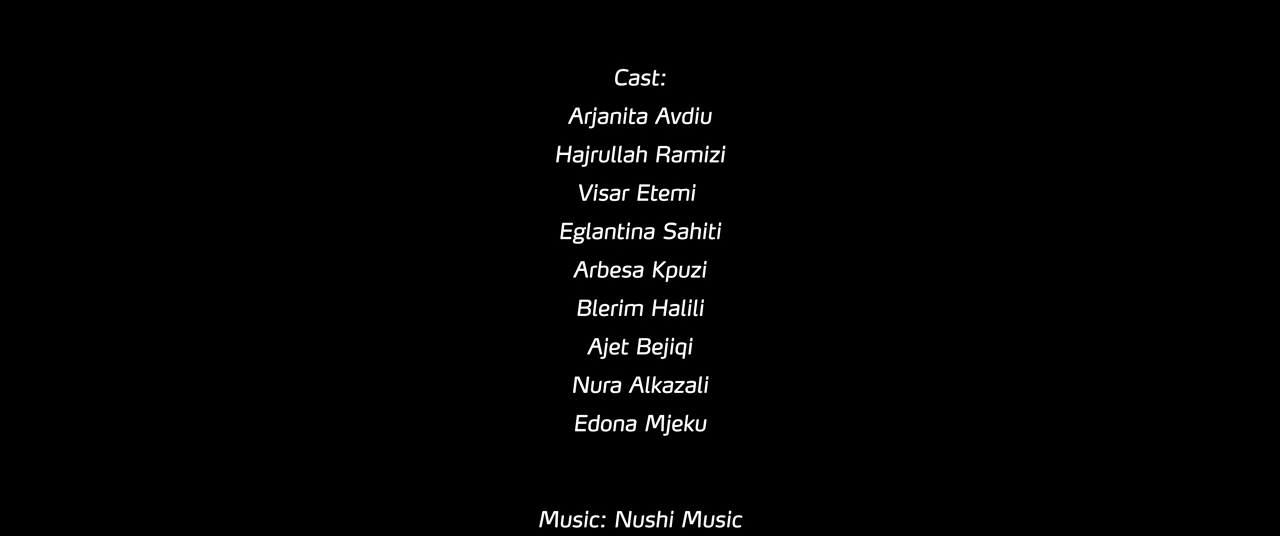 Cast:
Arjanita Avdiu
Hajrullah Ramizi
Visar Etemi
Eglantina Sahiti
Arbesa Kpuzi
Blerim Halili
Ajet Bejiqi
Nura Alkazali
Edona Mjeku
Music: Nushi Music